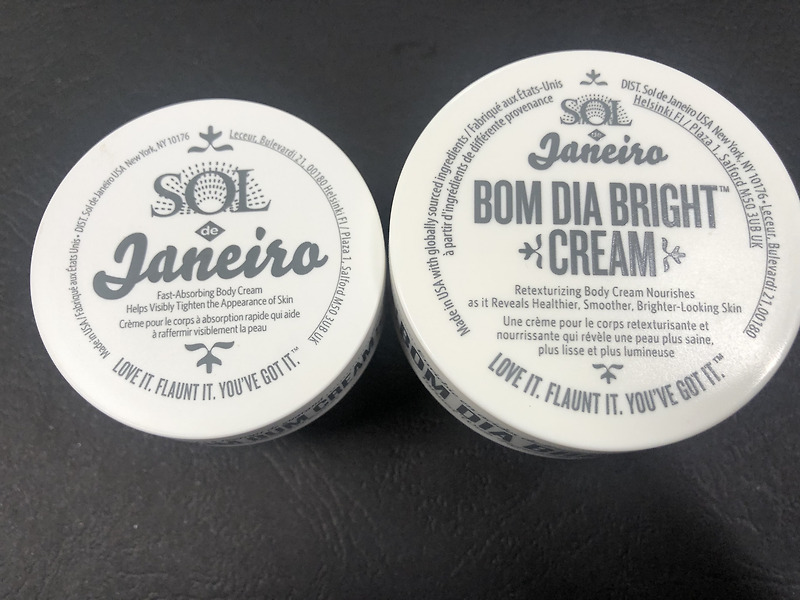 Made in USA / Fabriqué aux États Unis • DIST. Sol de Janeiro USA New York, NY 10176
Leceur, Bulevardi 21, 00180 Helsinki FI / Plaza 1, Salford M50 3UB UK
SOL
de
Janeiro
Fast-Absorbing Body Cream
Helps Visibly Tighten the Appearance of Skin
Crème pour le corps à absorption rapide qui aide
à raffermir visiblement la peau
LOVE IT. FLAUNT IT. YOU'VE GOT IT.™
BUM CREAM
Made in USA with globally sourced ingredients / Fabriqué aux États-Unis
à partir d'ingrédients de différente provenance
DIST. Sol de Janeiro USA New York, NY 10176 • Leceur, Bulevardi 21, 00180
Helsinki FI / Plaza 1, Salford M50 3UB UK
SOL
de
Janeiro
BOM DIA BRIGHT™
CREAM
Retexturizing Body Cream Nourishes
as it Reveals Healthier, Smoother, Brighter-Looking Skin
Une crème pour le corps retexturisante et
nourrissante qui révèle une peau plus saine,
plus lisse et plus lumineuse
LOVE IT. FLAUNT IT. YOU'VE GOT IT.™
BOM DIA